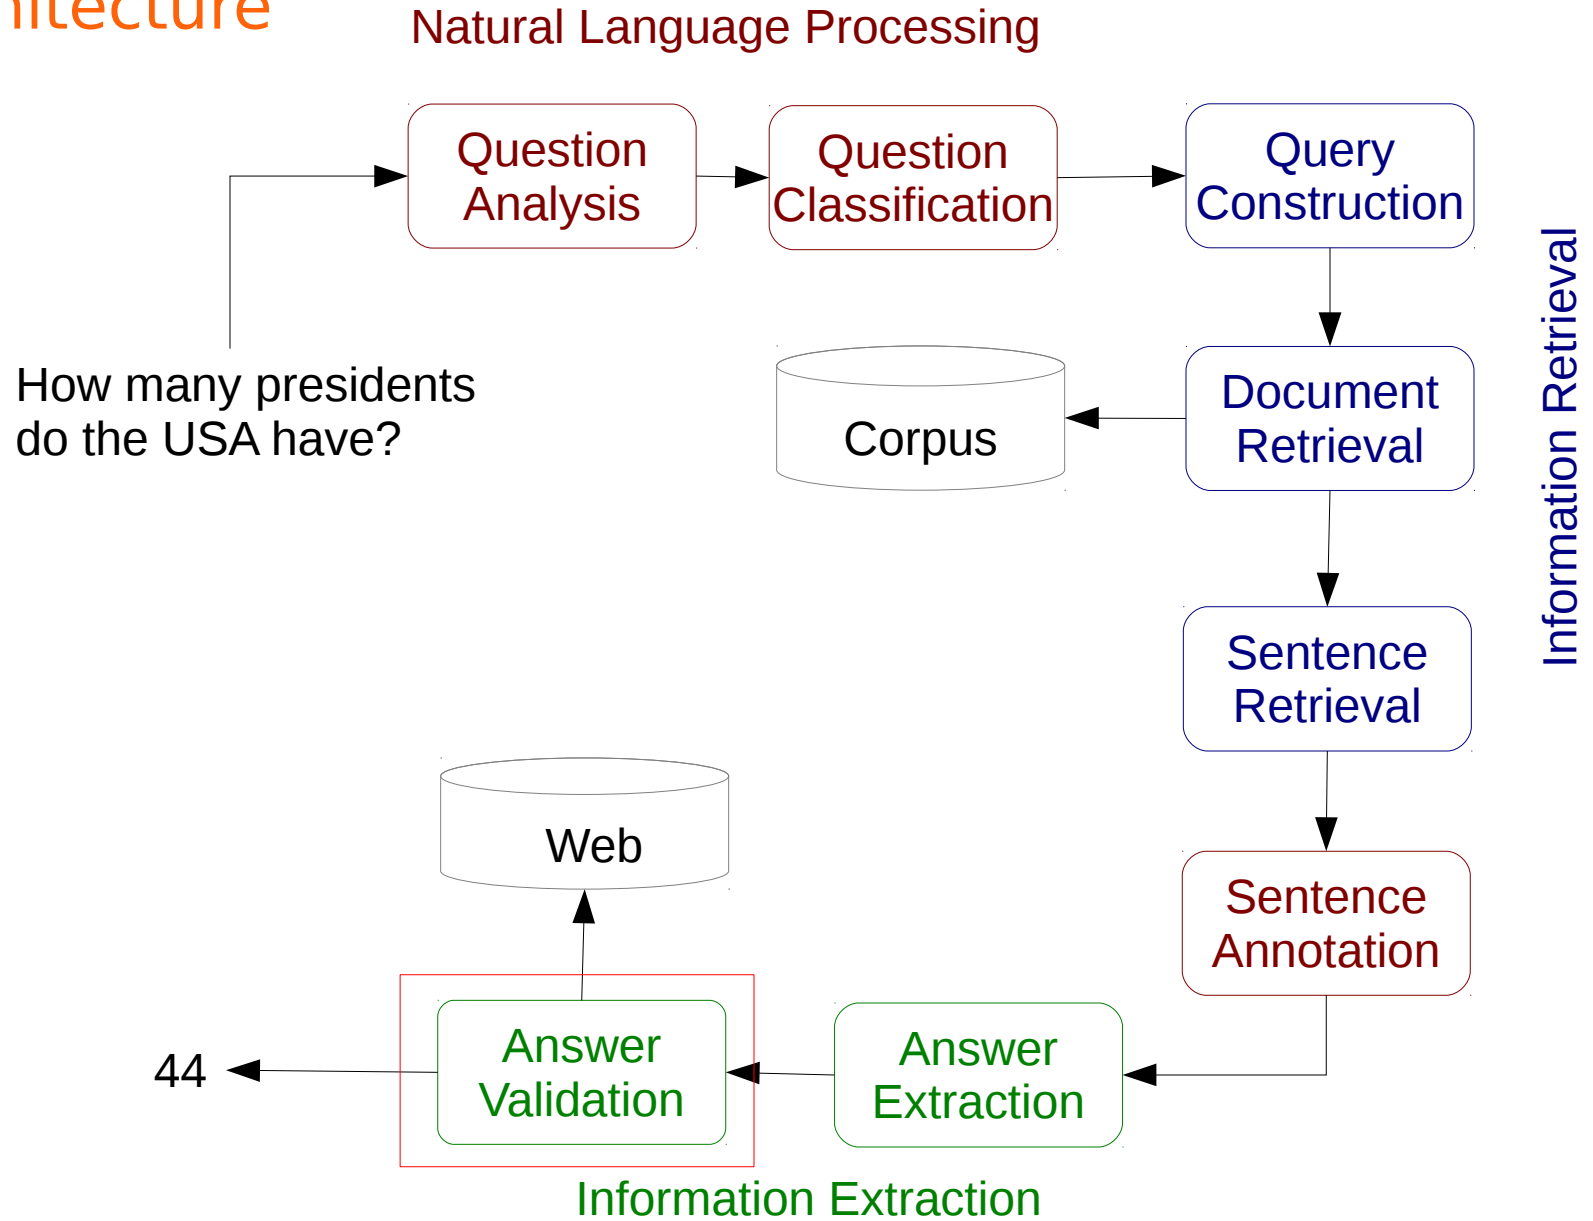 Natural Language Processing
Question
Analysis
Question
Classification
Query
Construction
Information Retrieval
How many presidents
do the USA have?
Corpus
Document
Retrieval
Sentence
Retrieval
Web
Sentence
Annotation
44
Answer
Validation
Answer
Extraction
Information Extraction